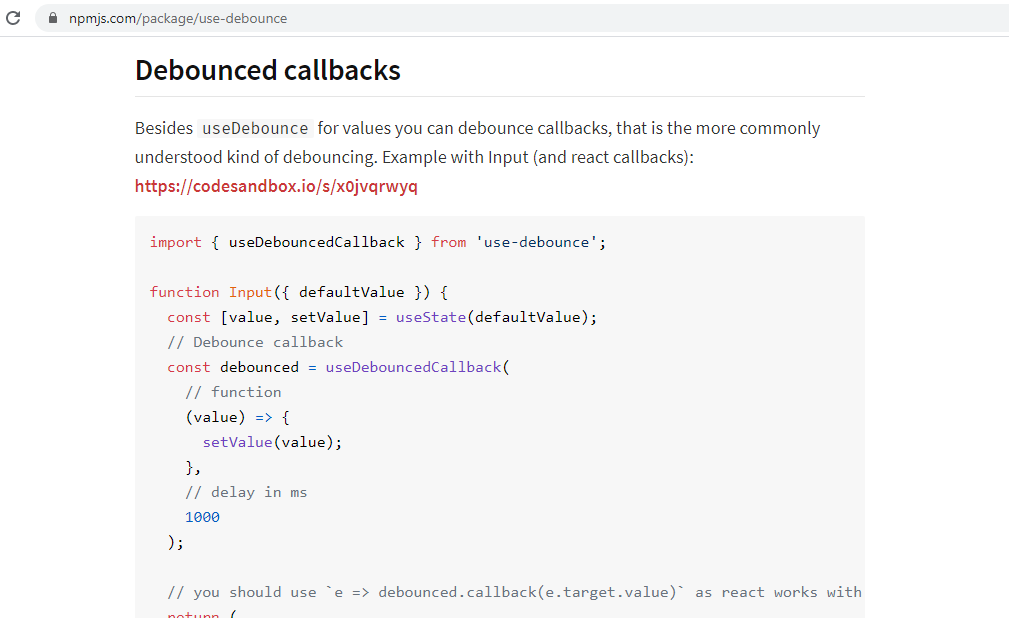 npmjs.com/package/use-debounce
Debounced callbacks
Besides useDebounce for values you can debounce callbacks, that is the more commonly
understood kind of debouncing. Example with Input (and react callbacks):
https://codesandbox.io/s/x0jvqrwyq
import { useDebouncedCallback } from 'use-debounce';
function Input({ defaultValue }) {
const [value, setValue] = useState(defaultValue);
// Debounce callback
const debounced = useDebouncedCallback(
// function
(value) => {
setValue(value);
},
// delay in ms
1000
);
// you should use `e => debounced.callback(e.target.value)` as react works with
return (